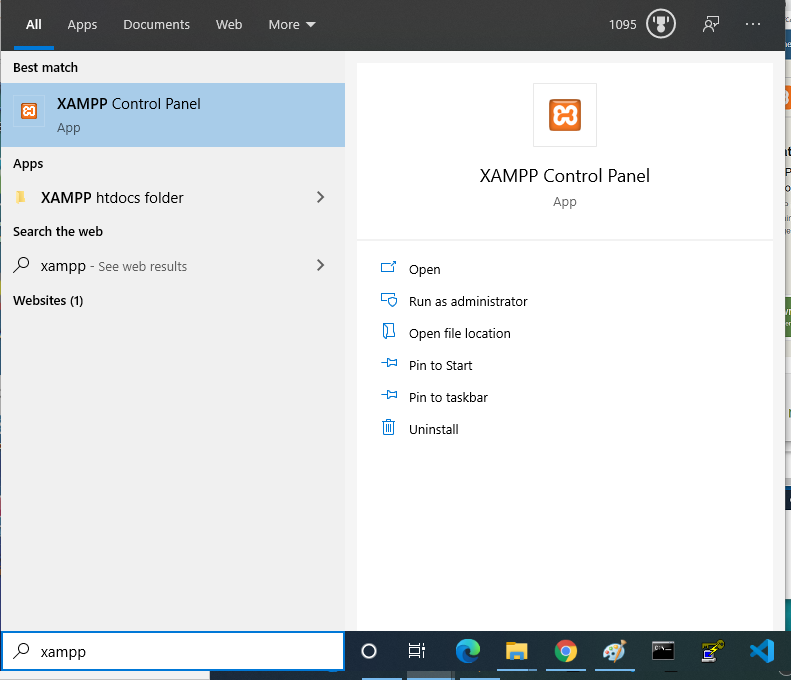 All Apps Documents Web More 1095 ...
Best match
XAMPP Control Panel
App
Apps
XAMPP htdocs folder
Search the web
xampp - See web results
Websites (1)
XAMPP Control Panel
App
Open
Run as administrator
Open file location
Pin to Start
Pin to taskbar
Uninstall
xampp